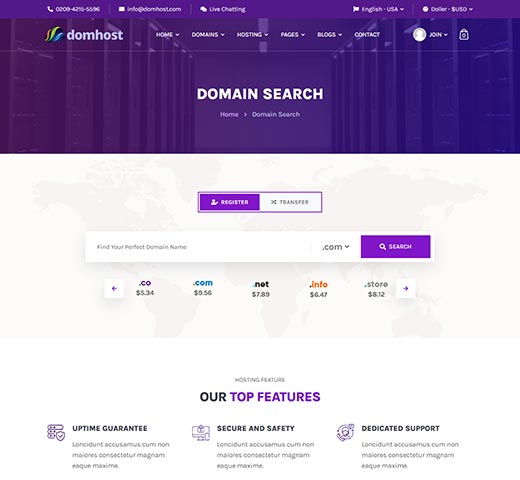 0209-4215-5596 info@domhost.com Live Chatting English - USA Doller - $USD
domhost HOME DOMAINS HOSTING PAGES BLOGS CONTACT JOIN 0
DOMAIN SEARCH
Home > Domain Search
REGISTER TRANSFER
Find Your Perfect Domain Name .com SEARCH
.co .com .net .info .store
$5.34 $9.56 $7.89 $6.47 $8.12
HOSTING FEATURE
OUR TOP FEATURES
UPTIME GUARANTEE SECURE AND SAFETY DEDICATED SUPPORT
Loncidunt accusamus cum non Loncidunt accusamus cum non Loncidunt accusamus cum non
maiores consectetur magnam maiores consectetur magnam maiores consectetur magnam
eaque maxime. eaque maxime. eaque maxime.